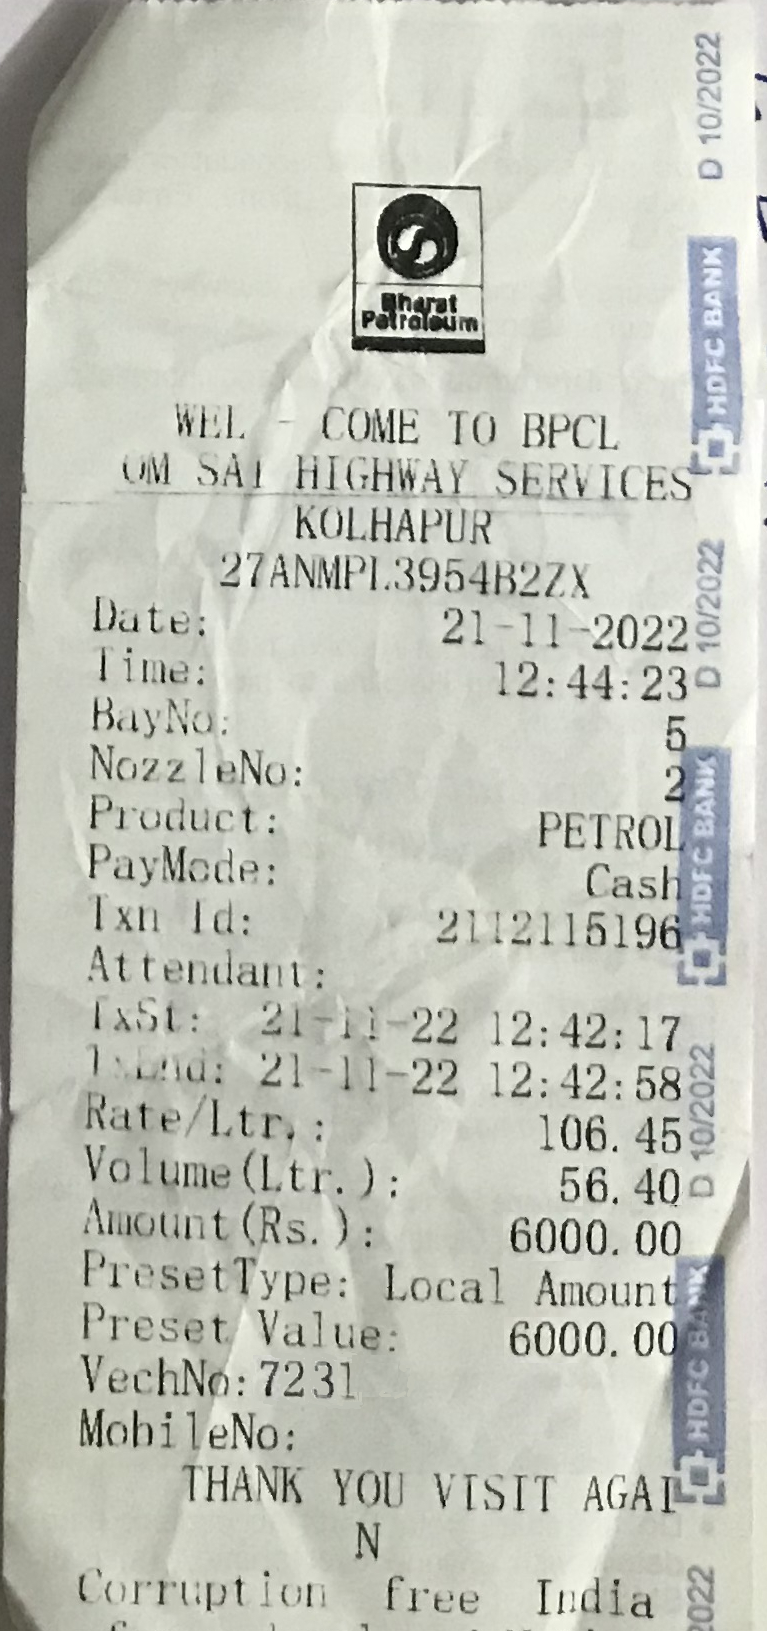 Bharat
Petroleum
WEL - COME TO BPCL
OM SAI HIGHWAY SERVICES
KOLHAPUR
27ANMPL3954B2ZX
Date: 21-11-2022
Time: 12:44:23
BayNo: 5
NozzleNo: 2
Product: PETROL
PayMode: Cash
Txn Id: 2112115196
Attendant:
TxSt: 21-11-22 12:42:17
TxEnd: 21-11-22 12:42:58
Rate/Ltr.: 106.45
Volume(Ltr.): 56.40
Amount(Rs.): 6000.00
PresetType: Local Amount
Preset Value: 6000.00
VechNo:7231
MobileNo:
THANK YOU VISIT AGAI
N
Corruption free India
D 10/2022
HDFC BANK
D 10/2022
HDFC BANK
D 10/2022
HDFC BANK
2022